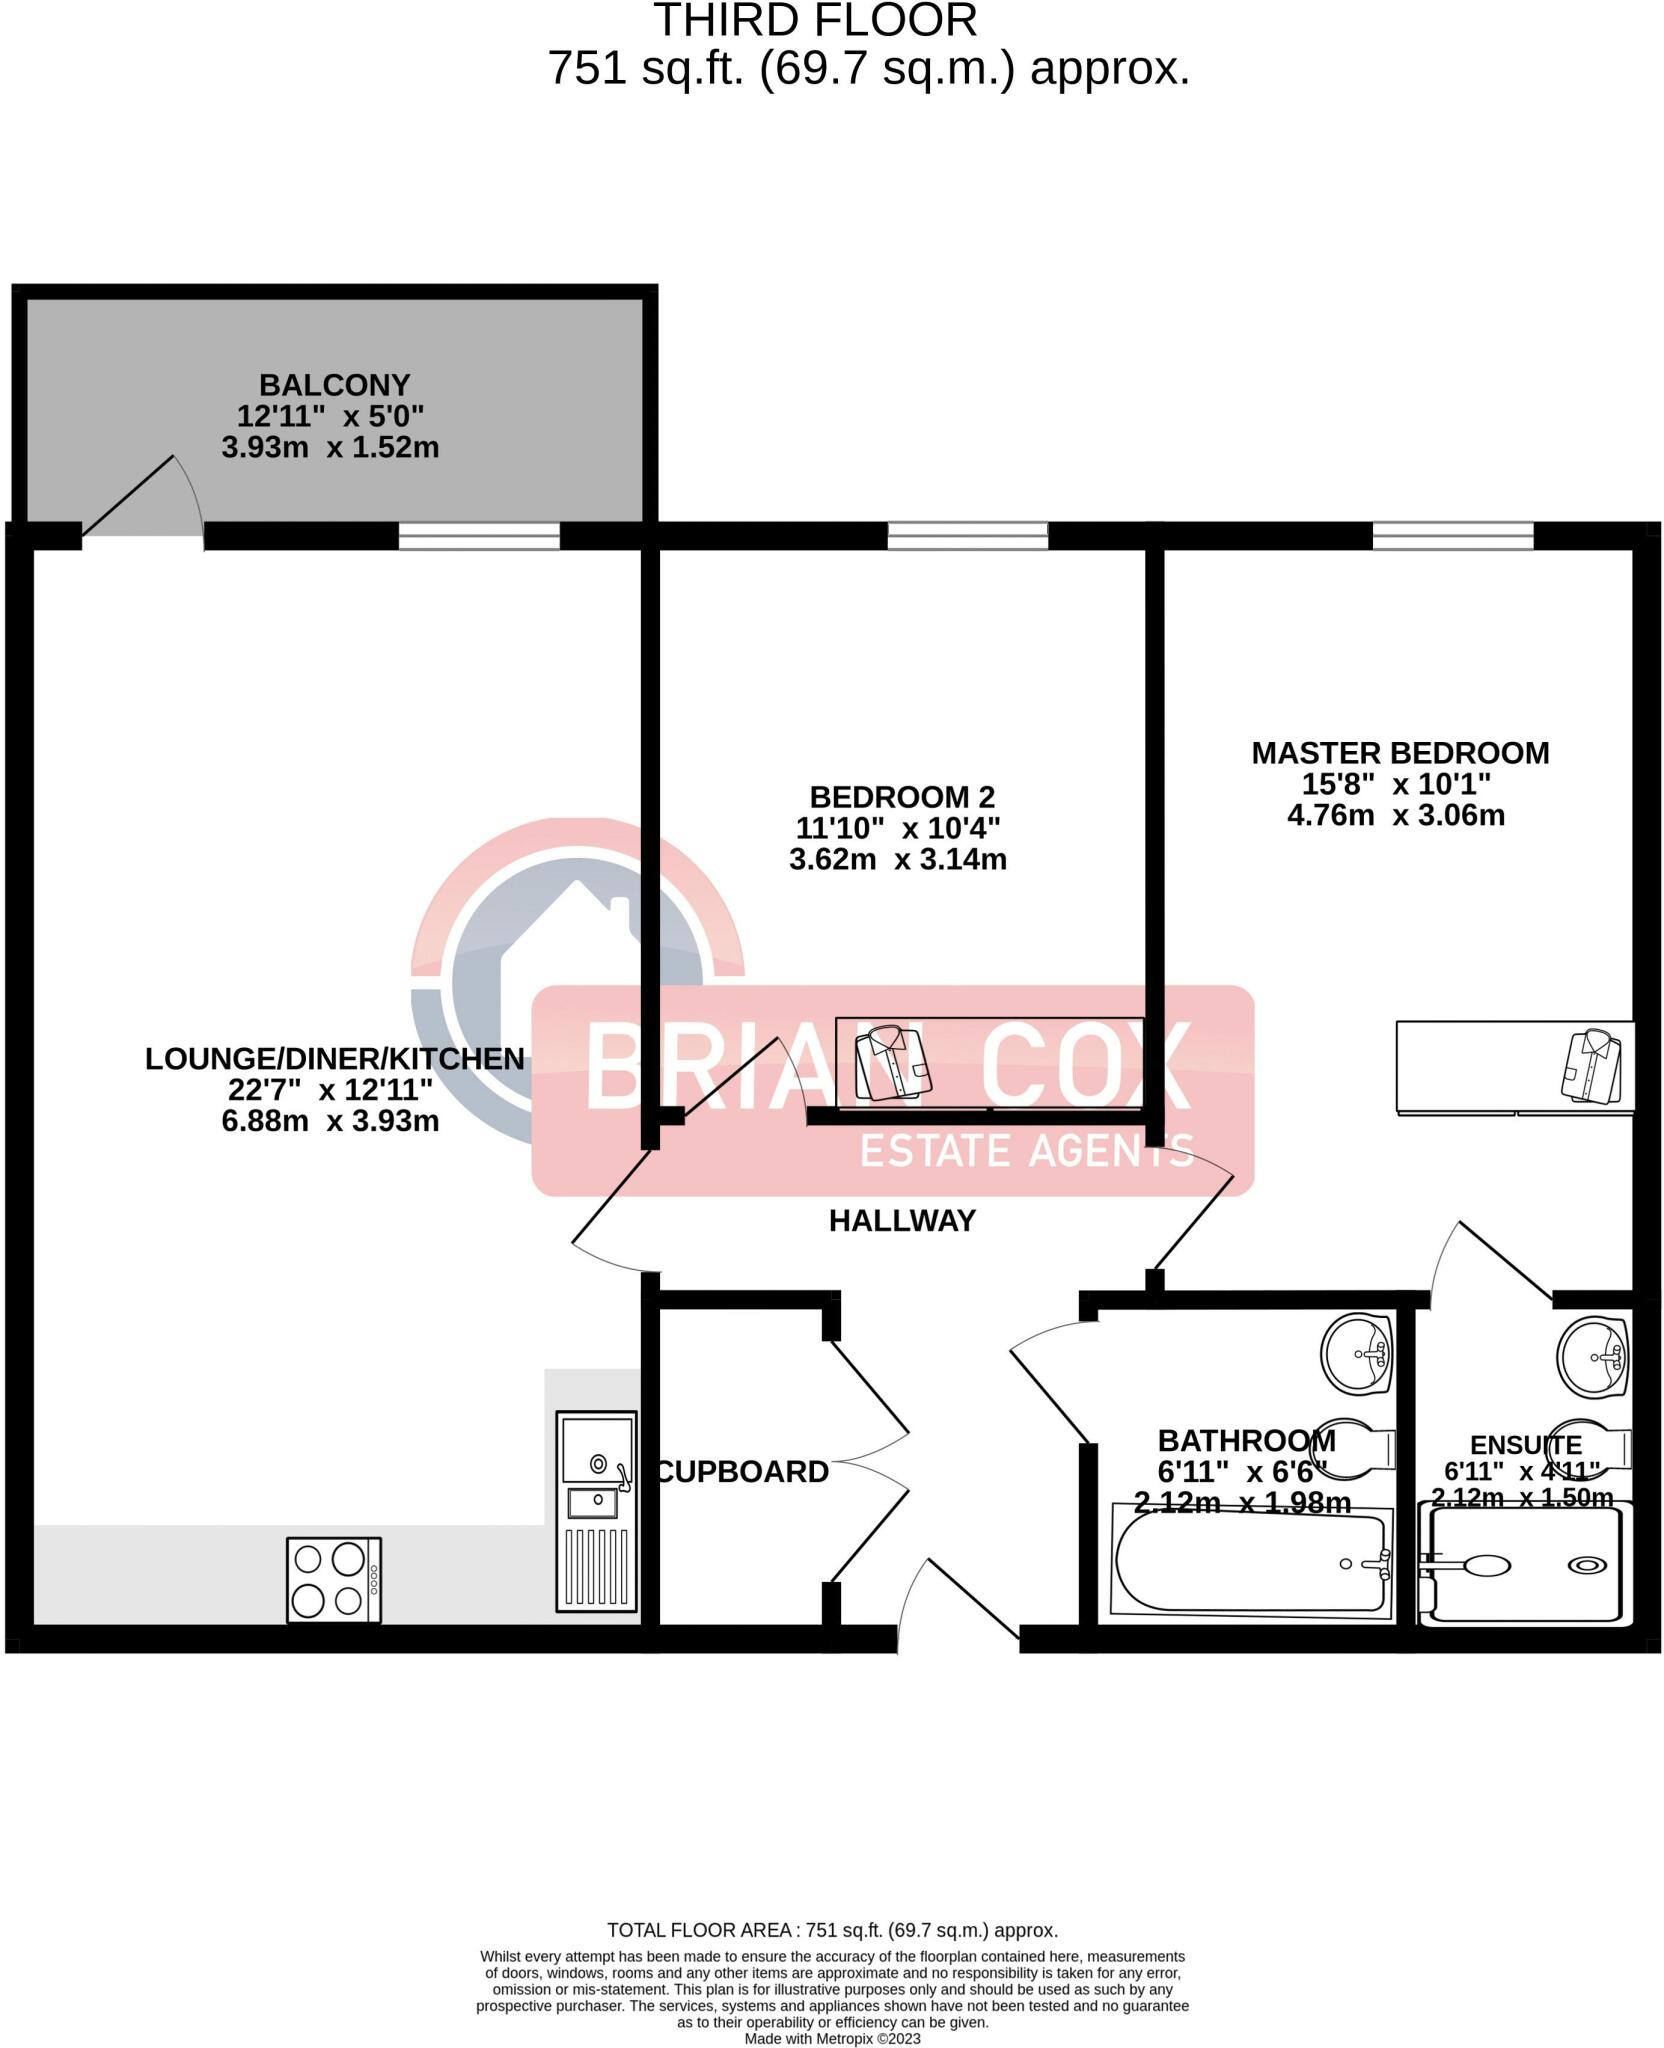 THIRD FLOOR
751 sq.ft. (69.7 sq.m.) approx.
BALCONY
12'11"  x 5'0"
3.93m  x 1.52m
MASTER BEDROOM
15'8"  x 10'1"
4.76m  x 3.06m
BEDROOM 2
11'10"  x 10'4"
3.62m  x 3.14m
LOUNGE/DINER/KITCHEN
22'7"  x 12'11"
6.88m  x 3.93m
BRIAN COX
ESTATE AGENTS
HALLWAY
CUPBOARD
BATHROOM
6'11"  x 6'6"
2.12m  x 1.98m
ENSUITE
6'11"  x 4'11"
2.12m  x 1.50m
TOTAL FLOOR AREA : 751 sq.ft. (69.7 sq.m.) approx.
Whilst every attempt has been made to ensure the accuracy of the floorplan contained here, measurements
of doors, windows, rooms and any other items are approximate and no responsibility is taken for any error,
omission or mis-statement. This plan is for illustrative purposes only and should be used as such by any
prospective purchaser. The services, systems and appliances shown have not been tested and no guarantee
as to their operability or efficiency can be given.
Made with Metropix ©2023